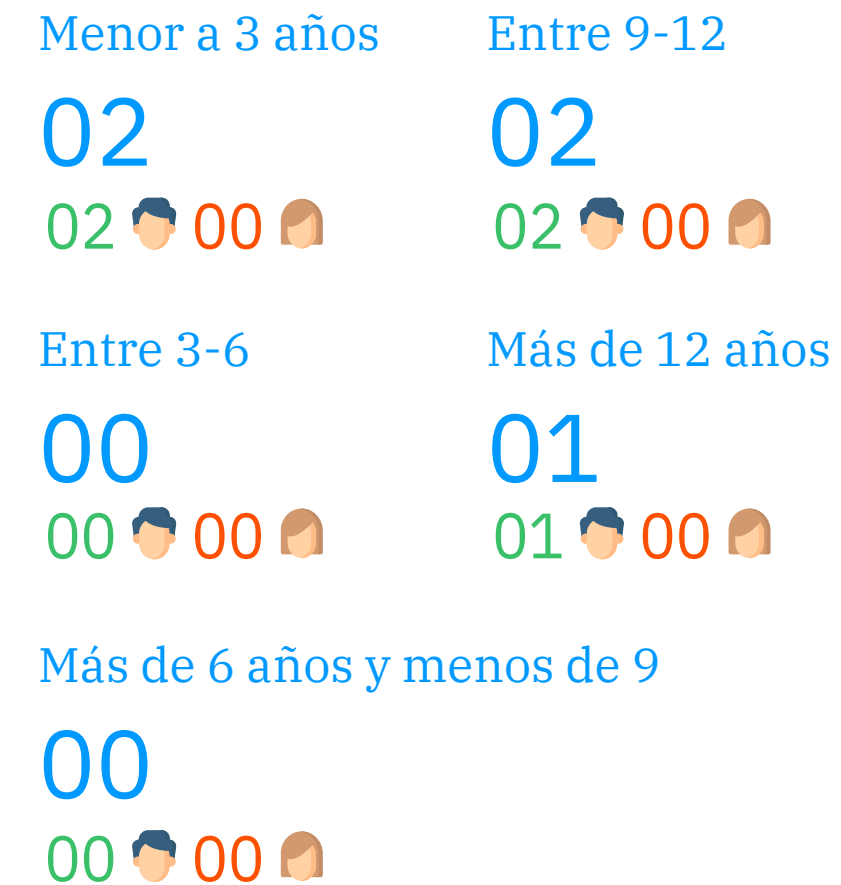 Menor a 3 años
02
02 00
Entre 9-12
02
02 00
Entre 3-6
00
00 00
Más de 12 años
01
01 00
Más de 6 años y menos de 9
00
00 00